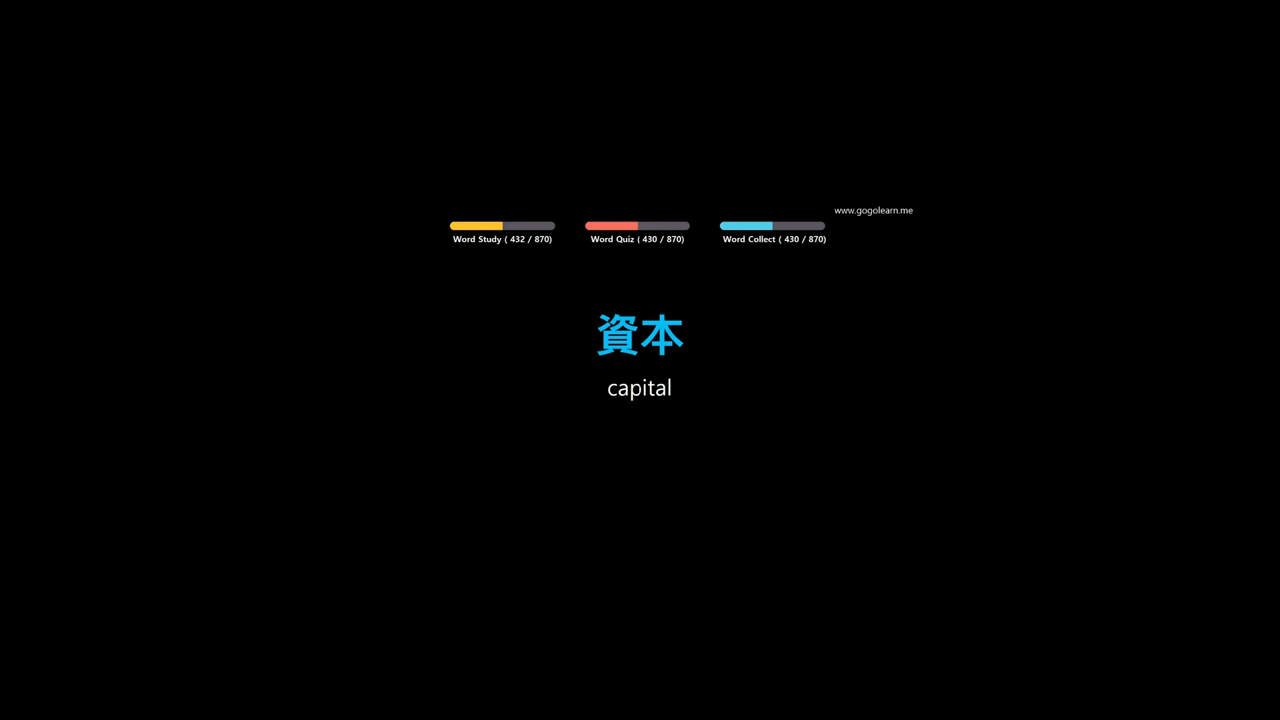 www.gogolearn.me
Word Study ( 432 / 870)
Word Quiz ( 430 / 870)
Word Collect ( 430 / 870)
資本
capital